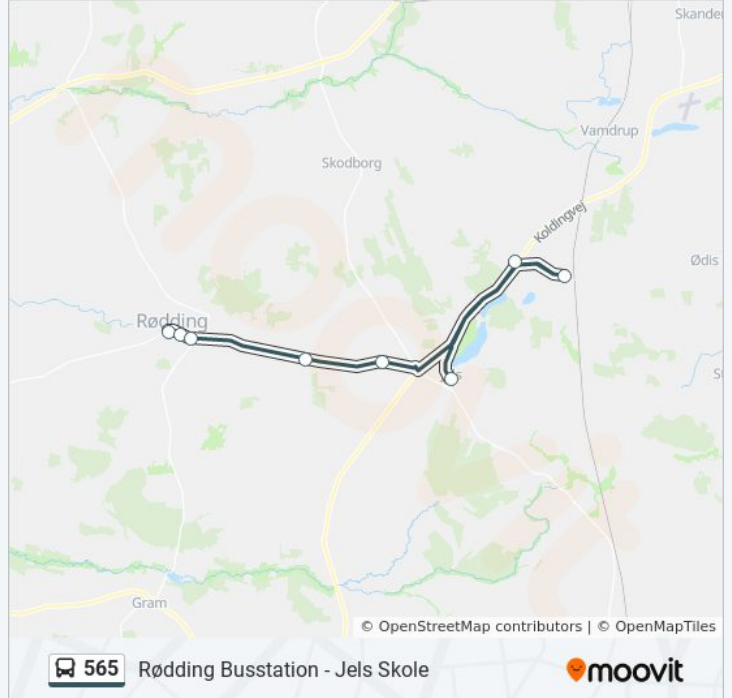 Skander
Vamdrup
Skodborg
Koldingvej
Ødis
Rødding
Gram
© OpenStreetMap contributors | © OpenMapTiles
565 Rødding Busstation - Jels Skole
moovit